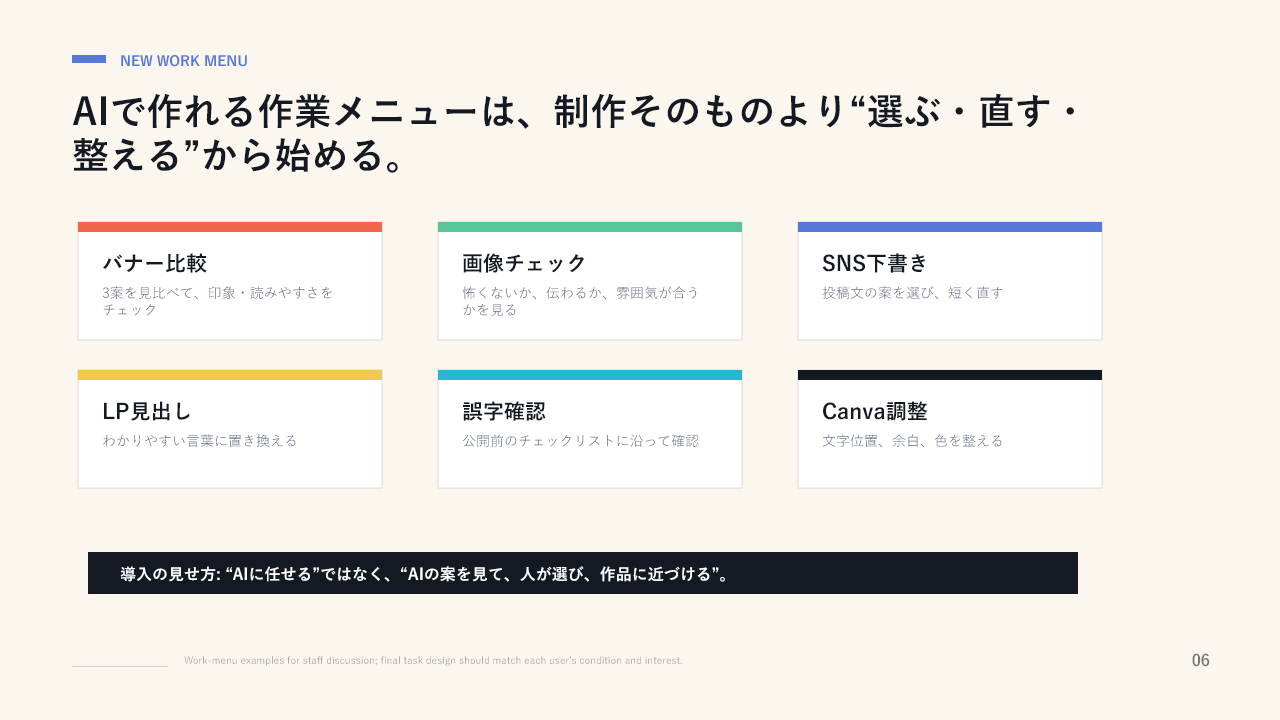 NEW WORK MENU
AIで作れる作業メニューは、制作そのものより“選ぶ・直す・
整える”から始める。
バナー比較
3案を見比べて、印象・読みやすさを
チェック
画像チェック
怖くないか、伝わるか、雰囲気が合う
かを見る
SNS下書き
投稿文の案を選び、短く直す
LP見出し
わかりやすい言葉に置き換える
誤字確認
公開前のチェックリストに沿って確認
Canva調整
文字位置、余白、色を整える
導入の見せ方: “AIに任せる”ではなく、“AIの案を見て、人が選び、作品に近づける”。
Work-menu examples for staff discussion; final task design should match each user's condition and interest.
06